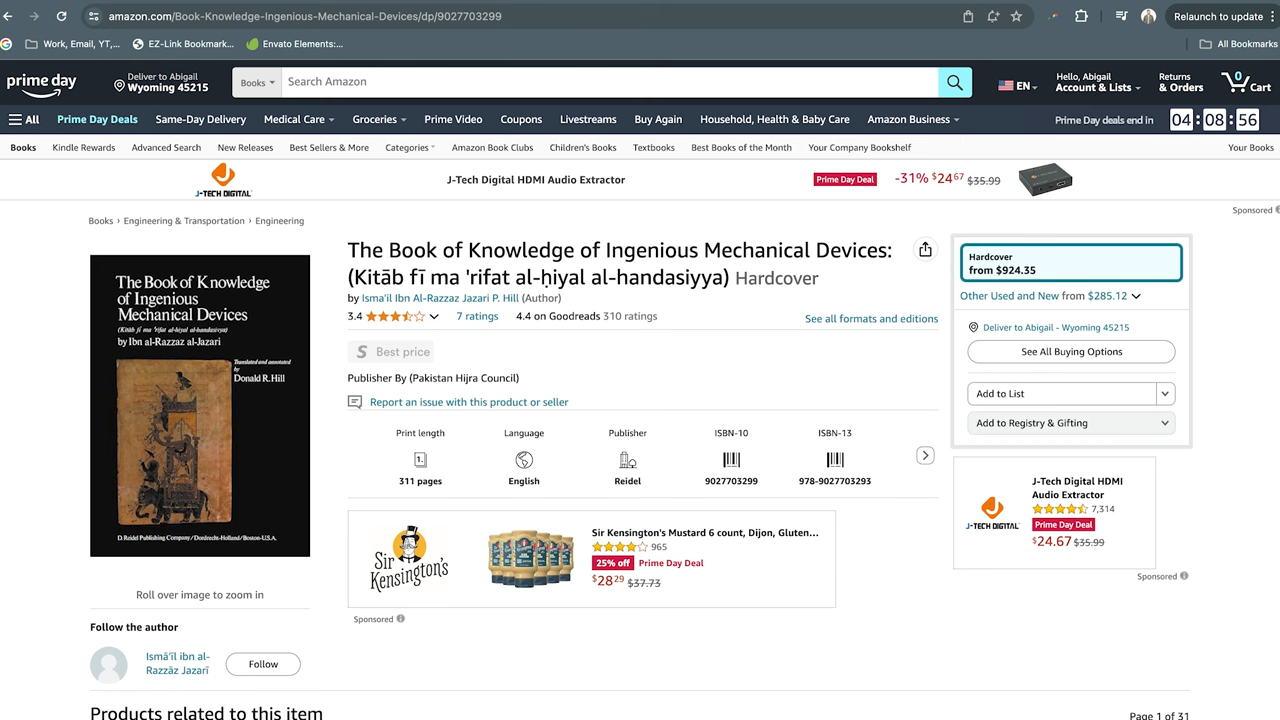 amazon.com/Book-Knowledge-Ingenious-Mechanical-Devices/dp/9027703299
Relaunch to update
Work, Email, YT,...
EZ-Link Bookmark...
Envato Elements:...
All Bookmarks
prime day
Deliver to Abigail
Wyoming 45215
Books
Search Amazon
EN
Hello, Abigail
Account & Lists
Returns
& Orders
0
Cart
All
Prime Day Deals
Same-Day Delivery
Medical Care
Groceries
Prime Video
Coupons
Livestreams
Buy Again
Household, Health & Baby Care
Amazon Business
Prime Day deals end in
04 : 08 : 56
Books
Kindle Rewards
Advanced Search
New Releases
Best Sellers & More
Categories
Amazon Book Clubs
Children's Books
Textbooks
Best Books of the Month
Your Company Bookshelf
Your Books
J-TECH DIGITAL
J-Tech Digital HDMI Audio Extractor
Prime Day Deal
-31% $2467 $35.99
Sponsored
Books › Engineering & Transportation › Engineering
The Book of Knowledge
of Ingenious
Mechanical Devices
(Kitāb fī ma 'rifat al-ḥiyal al-handasiyya)
by Ibn al-Razzaz al-Jazari
Translated and annotated
by
Donald R. Hill
D. Reidel Publishing Company/Dordrecht-Holland/Boston-U.S.A.
Roll over image to zoom in
Follow the author
Ismāʻīl ibn al-
Razzāz Jazarī
Follow
The Book of Knowledge of Ingenious Mechanical Devices:
(Kitāb fī ma 'rifat al-ḥiyal al-handasiyya) Hardcover
by Isma'il Ibn Al-Razzaz Jazari P. Hill (Author)
3.4
7 ratings
4.4 on Goodreads 310 ratings
See all formats and editions
S Best price
Publisher By (Pakistan Hijra Council)
Report an issue with this product or seller
Print length
Language
Publisher
ISBN-10
ISBN-13
1.
311 pages
English
Reidel
9027703299
978-9027703293
Sir
Kensington's
Sir Kensington's Mustard 6 count, Dijon, Gluten...
965
25% off Prime Day Deal
$2829 $37.73
Sponsored
Hardcover
from $924.35
Other Used and New from $285.12
Deliver to Abigail - Wyoming 45215
See All Buying Options
Add to List
Add to Registry & Gifting
J-TECH DIGITAL
J-Tech Digital HDMI
Audio Extractor
7,314
Prime Day Deal
$24.67 $35.99
Sponsored
Products related to this item
Page 1 of 31